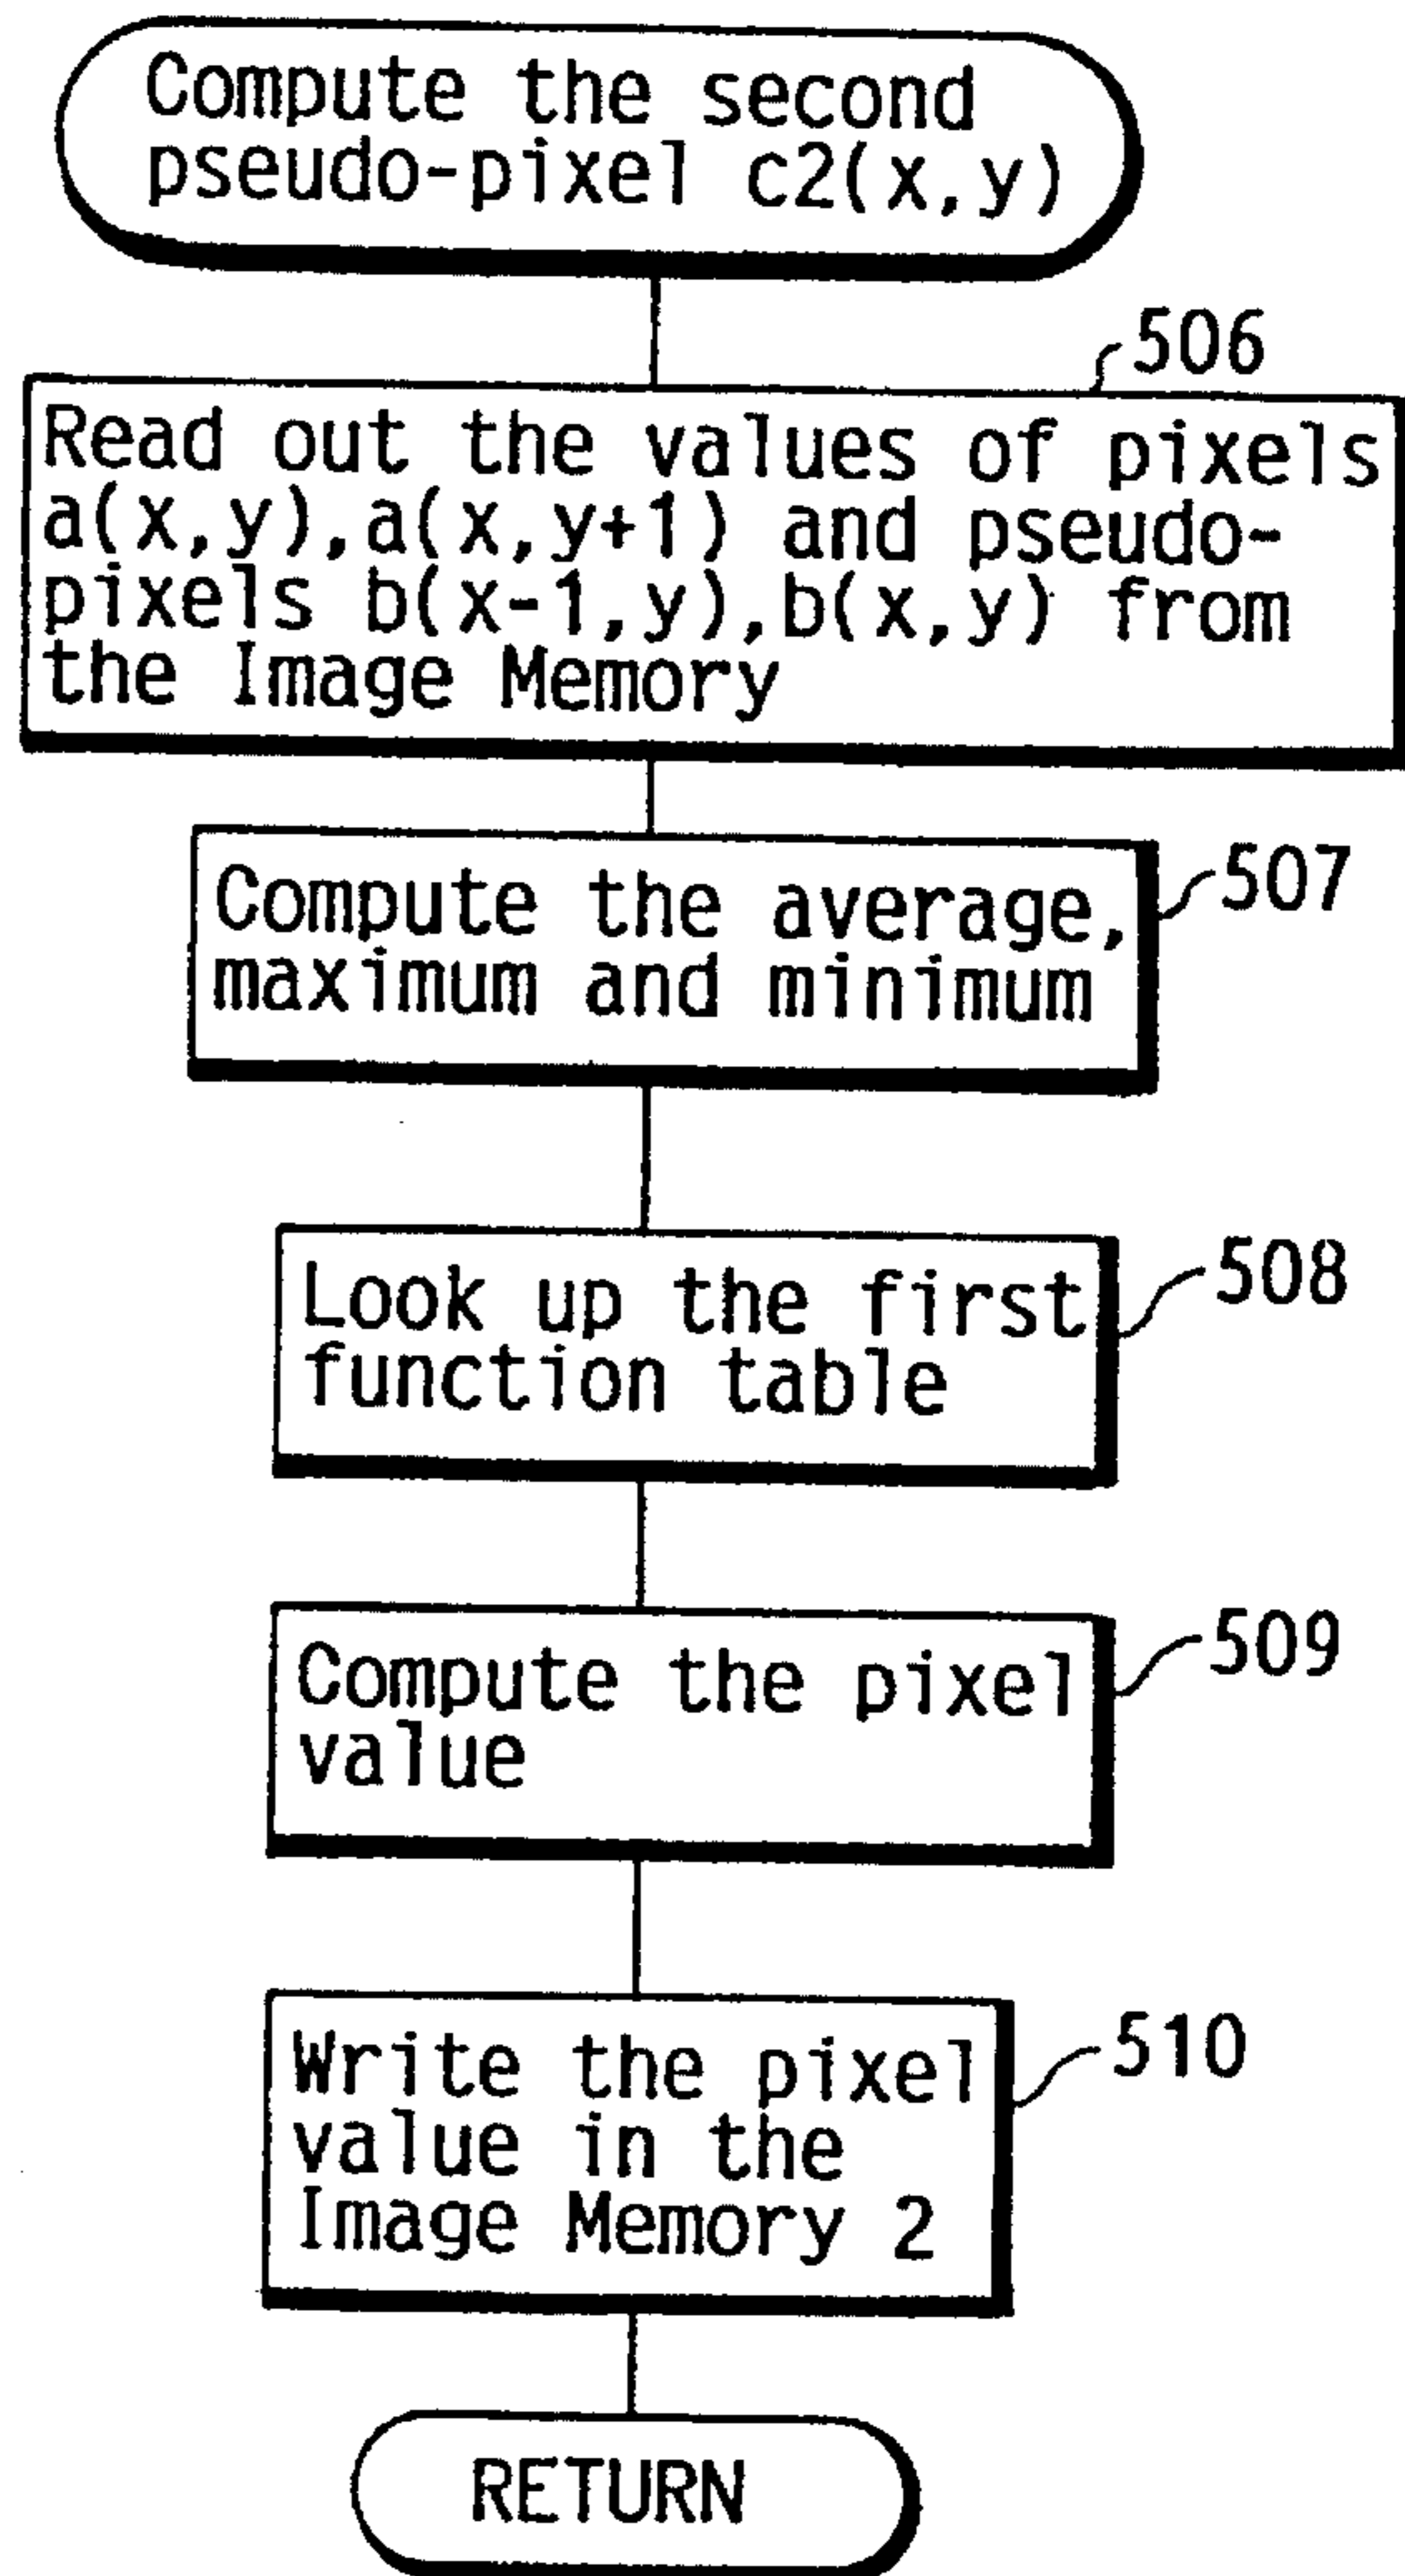 Compute the second
pseudo-pixel c2(x,y)
506
Read out the values of pixels
a(x,y),a(x,y+1) and pseudo-
pixels b(x-1,y),b(x,y) from
the Image Memory
507
Compute the average,
maximum and minimum
508
Look up the first
function table
509
Compute the pixel
value
510
Write the pixel
value in the
Image Memory 2
RETURN